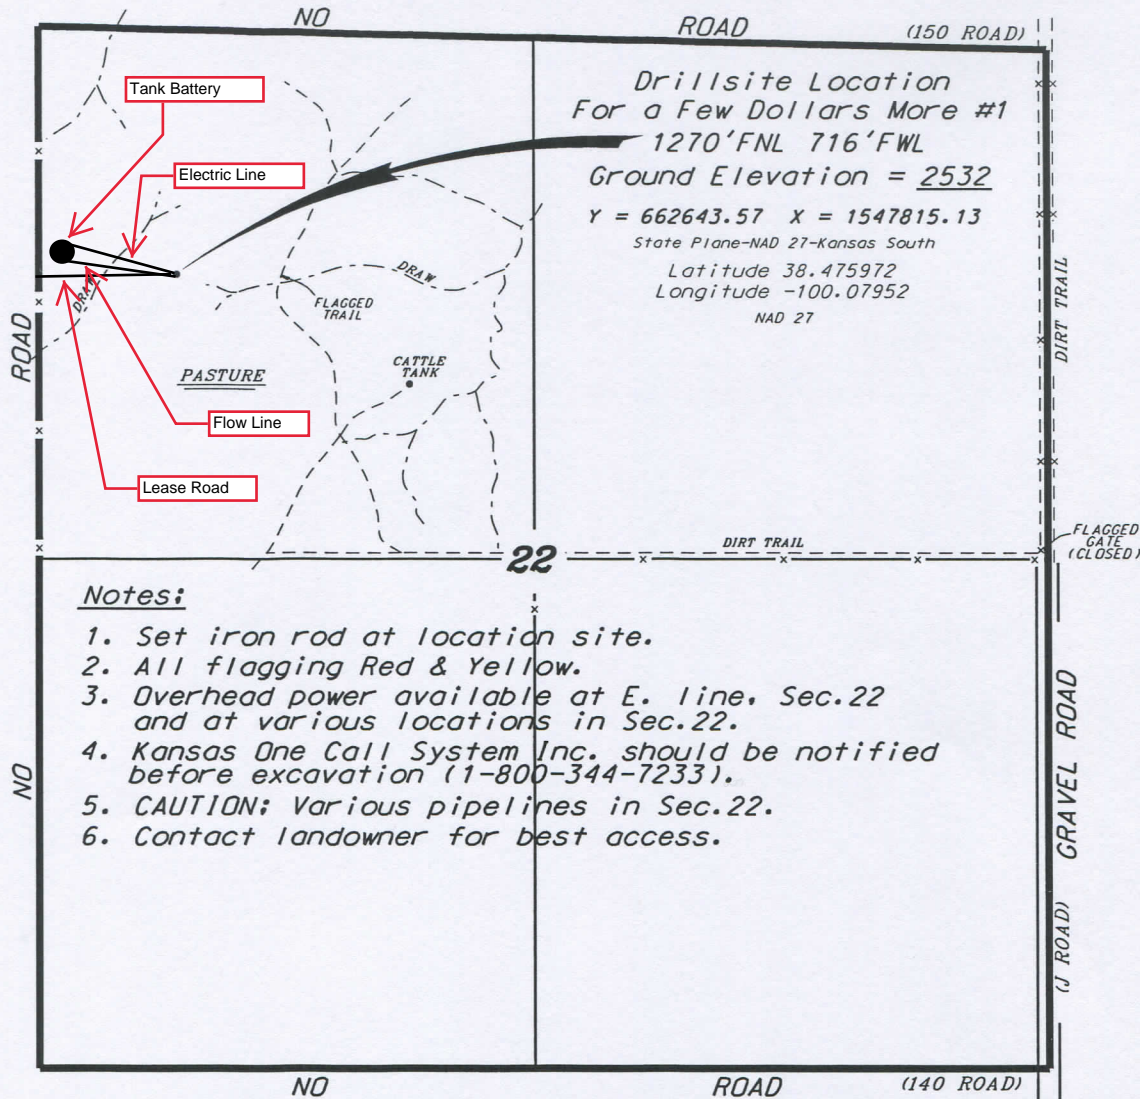 NO ROAD (150 ROAD)
Tank Battery
Electric Line
Drillsite Location
For a Few Dollars More #1
1270'FNL 716'FWL
Ground Elevation = 2532
Y = 662643.57 X = 1547815.13
State Plane-NAD 27-Kansas South
Latitude 38.475972
Longitude -100.07952
NAD 27
DRAW
DRAW
FLAGGED
TRAIL
CATTLE
TANK
PASTURE
Flow Line
Lease Road
ROAD
DIRT TRAIL
DIRT TRAIL
22
FLAGGED
GATE
(CLOSED)
Notes:
1. Set iron rod at location site.
2. All flagging Red & Yellow.
3. Overhead power available at E. line, Sec.22
and at various locations in Sec.22.
4. Kansas One Call System Inc. should be notified
before excavation (1-800-344-7233).
5. CAUTION: Various pipelines in Sec.22.
6. Contact landowner for best access.
NO
GRAVEL ROAD
(J ROAD)
NO ROAD (140 ROAD)